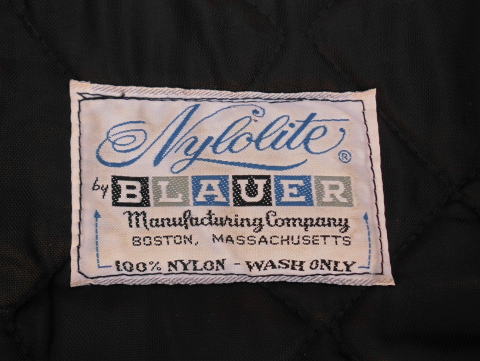 Nylolite®
by BLAUER
Manufacturing Company
BOSTON, MASSACHUSETTS
100% NYLON - WASH ONLY